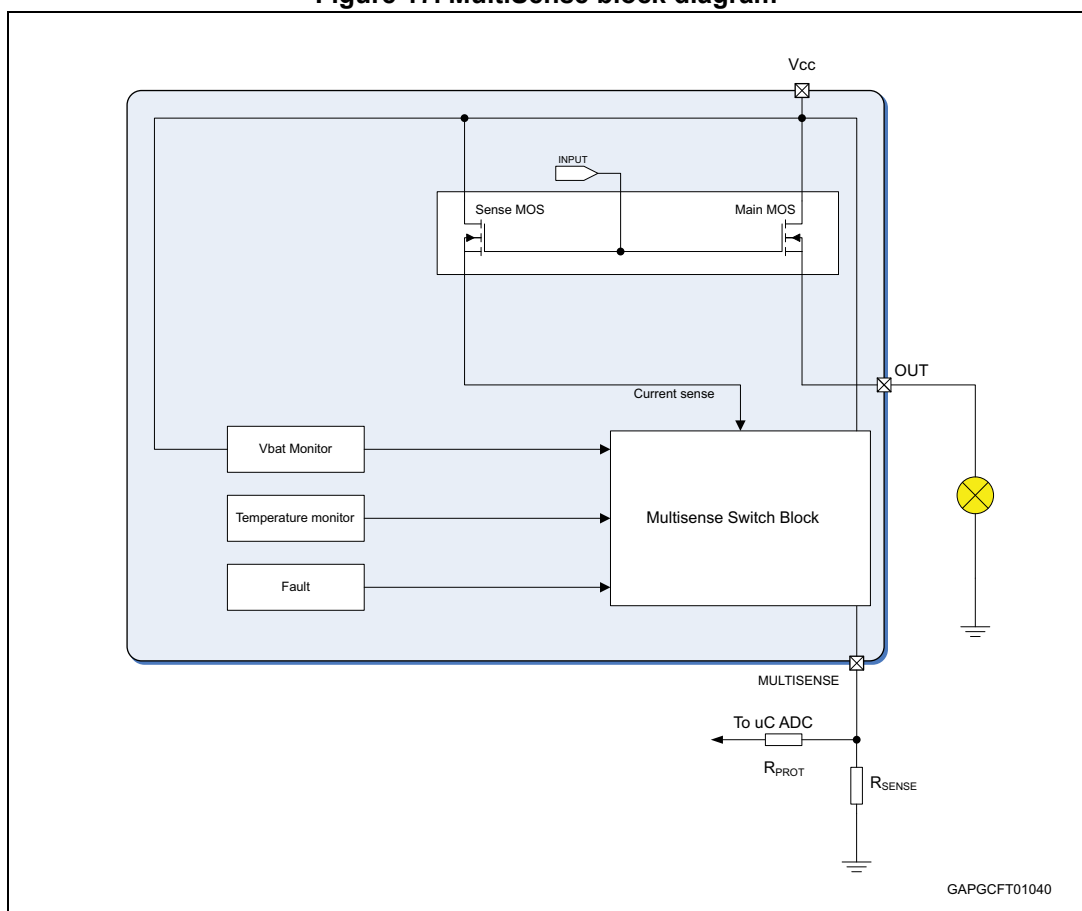 Figure 17. MultiSense block diagram
Vcc
INPUT
Sense MOS
Main MOS
OUT
Current sense
Vbat Monitor
Temperature monitor
Multisense Switch Block
Fault
MULTISENSE
To uC ADC
RPROT
RSENSE
GAPGCFT01040